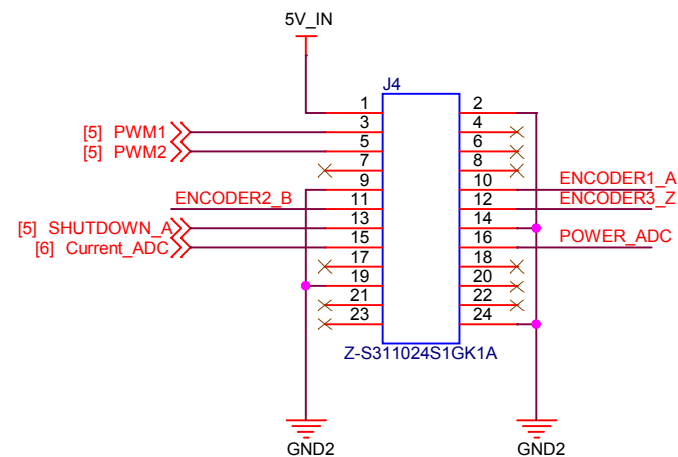 5V_IN
J4
1 2
[5] PWM1 3 4
[5] PWM2 5 6
7 8
9 10 ENCODER1_A
ENCODER2_B 11 12 ENCODER3_Z
[5] SHUTDOWN_A 13 14
[6] Current_ADC 15 16 POWER_ADC
17 18
19 20
21 22
23 24
Z-S311024S1GK1A
GND2 GND2